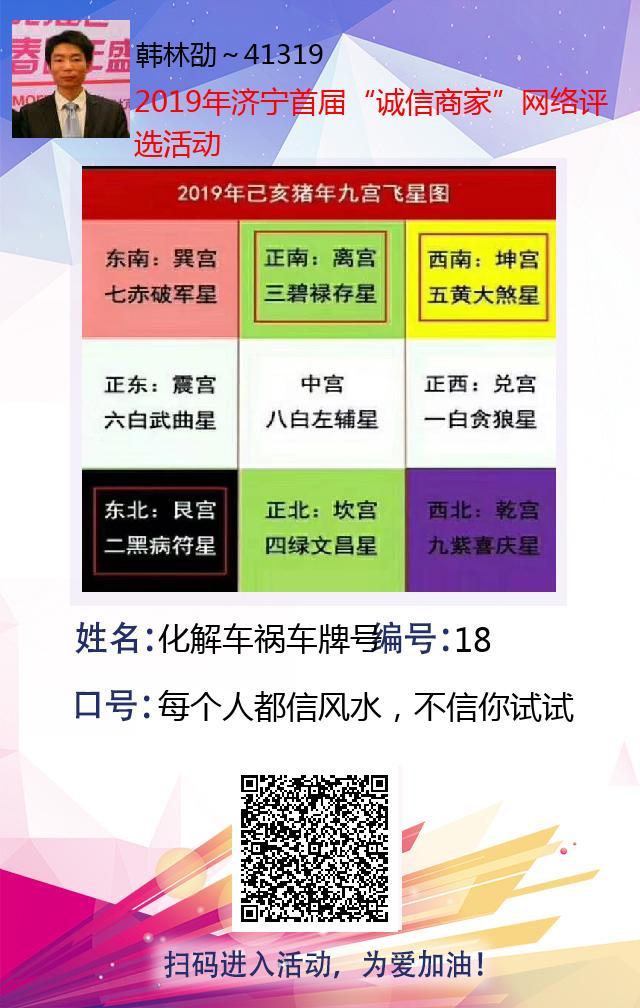 韩林劭～41319
2019年济宁首届“诚信商家”网络评
选活动
2019年己亥猪年九宫飞星图
东南：巽宫
七赤破军星
正南：离宫
三碧禄存星
西南：坤宫
五黄大煞星
正东：震宫
六白武曲星
中宫
八白左辅星
正西：兑宫
一白贪狼星
东北：艮宫
二黑病符星
正北：坎宫
四绿文昌星
西北：乾宫
九紫喜庆星
姓名：化解车祸车牌号编号：18
口号：每个人都信风水，不信你试试
扫码进入活动，为爱加油！